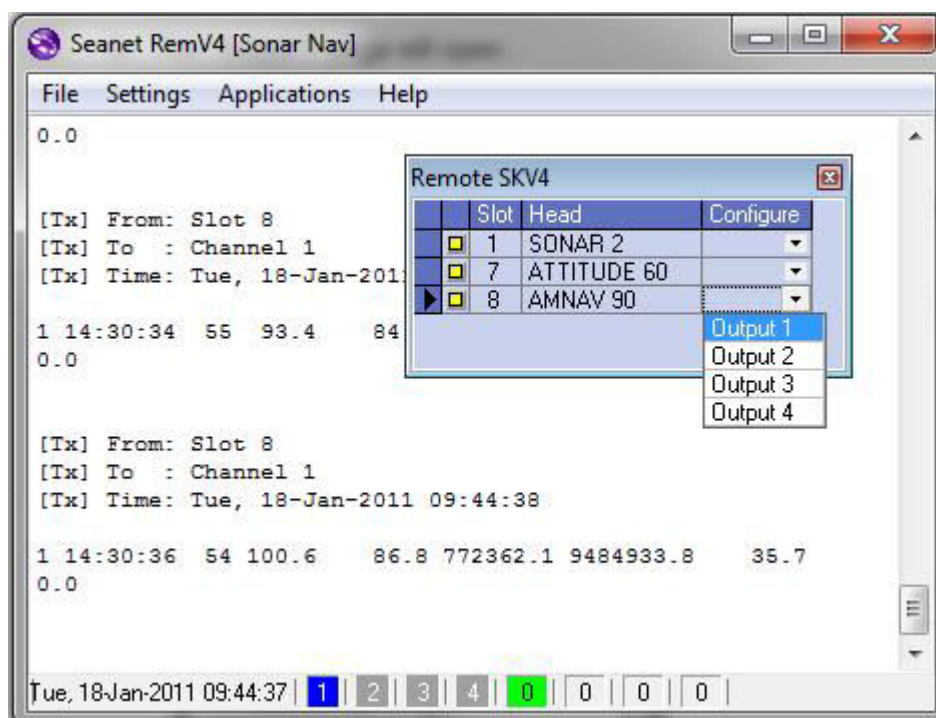 Seanet RemV4 [Sonar Nav]
File Settings Applications Help
0.0
[Tx] From: Slot 8
[Tx] To : Channel 1
[Tx] Time: Tue, 18-Jan-201
1 14:30:34 55 93.4 84
0.0
[Tx] From: Slot 8
[Tx] To : Channel 1
[Tx] Time: Tue, 18-Jan-2011 09:44:38
1 14:30:36 54 100.6 86.8 772362.1 9484933.8 35.7
0.0
Remote SKV4
Slot Head Configure
1 SONAR 2
7 ATTITUDE 60
8 AMNAV 90
Output 1
Output 2
Output 3
Output 4
Tue, 18-Jan-2011 09:44:37 | 1 | 2 | 3 | 4 | 0 | 0 | 0 | 0 |